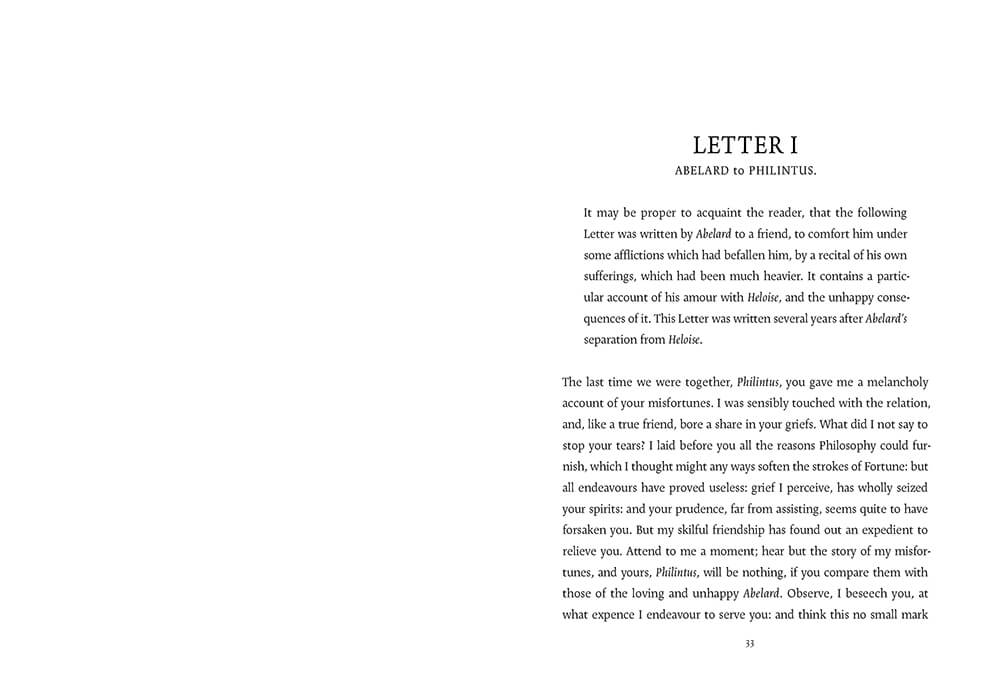 LETTER I
ABELARD to PHILINTUS.
It may be proper to acquaint the reader, that the following
Letter was written by Abelard to a friend, to comfort him under
some afflictions which had befallen him, by a recital of his own
sufferings, which had been much heavier. It contains a partic-
ular account of his amour with Heloise, and the unhappy conse-
quences of it. This Letter was written several years after Abelard’s
separation from Heloise.
The last time we were together, Philintus, you gave me a melancholy
account of your misfortunes. I was sensibly touched with the relation,
and, like a true friend, bore a share in your griefs. What did I not say to
stop your tears? I laid before you all the reasons Philosophy could fur-
nish, which I thought might any ways soften the strokes of Fortune: but
all endeavours have proved useless: grief I perceive, has wholly seized
your spirits: and your prudence, far from assisting, seems quite to have
forsaken you. But my skilful friendship has found out an expedient to
relieve you. Attend to me a moment; hear but the story of my misfor-
tunes, and yours, Philintus, will be nothing, if you compare them with
those of the loving and unhappy Abelard. Observe, I beseech you, at
what expence I endeavour to serve you: and think this no small mark
33